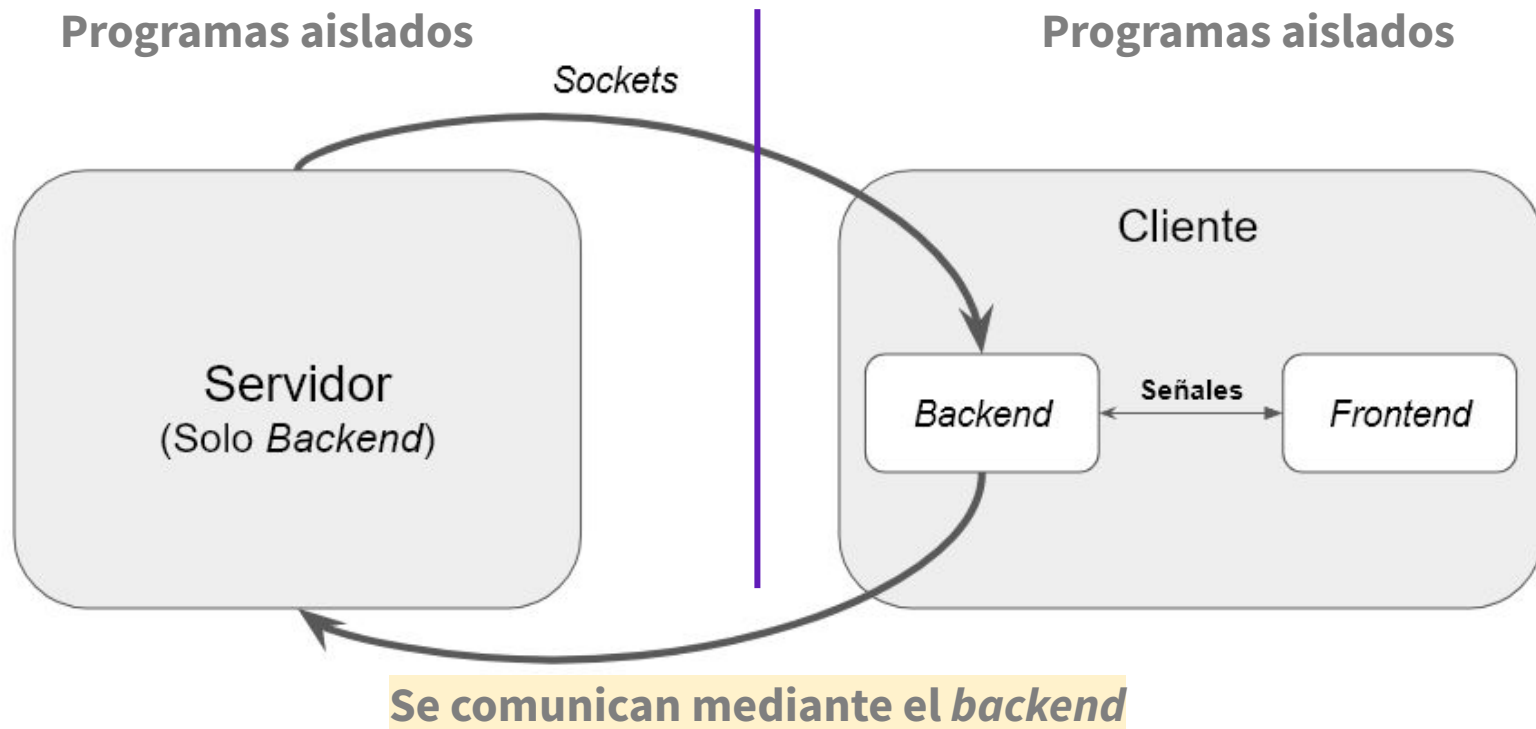 Programas aislados
Programas aislados
Sockets
Cliente
Servidor
(Solo Backend)
Backend
Señales
Frontend
Se comunican mediante el backend